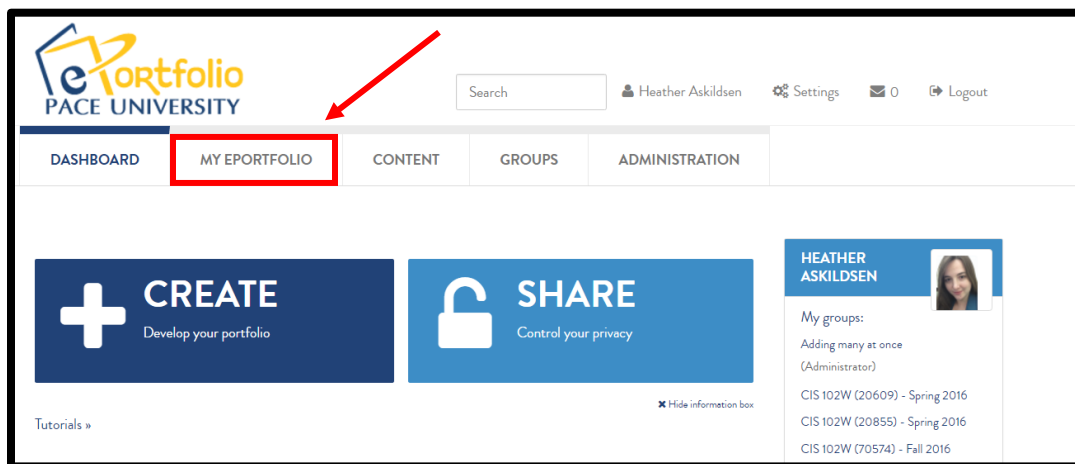 ePortfolio
PACE UNIVERSITY
Search
Heather Askildsen
Settings
0
Logout
DASHBOARD
MY EPORTFOLIO
CONTENT
GROUPS
ADMINISTRATION
CREATE
Develop your portfolio
SHARE
Control your privacy
Hide information box
Tutorials »
HEATHER
ASKILDSEN
My groups:
Adding many at once
(Administrator)
CIS 102W (20609) - Spring 2016
CIS 102W (20855) - Spring 2016
CIS 102W (70574) - Fall 2016